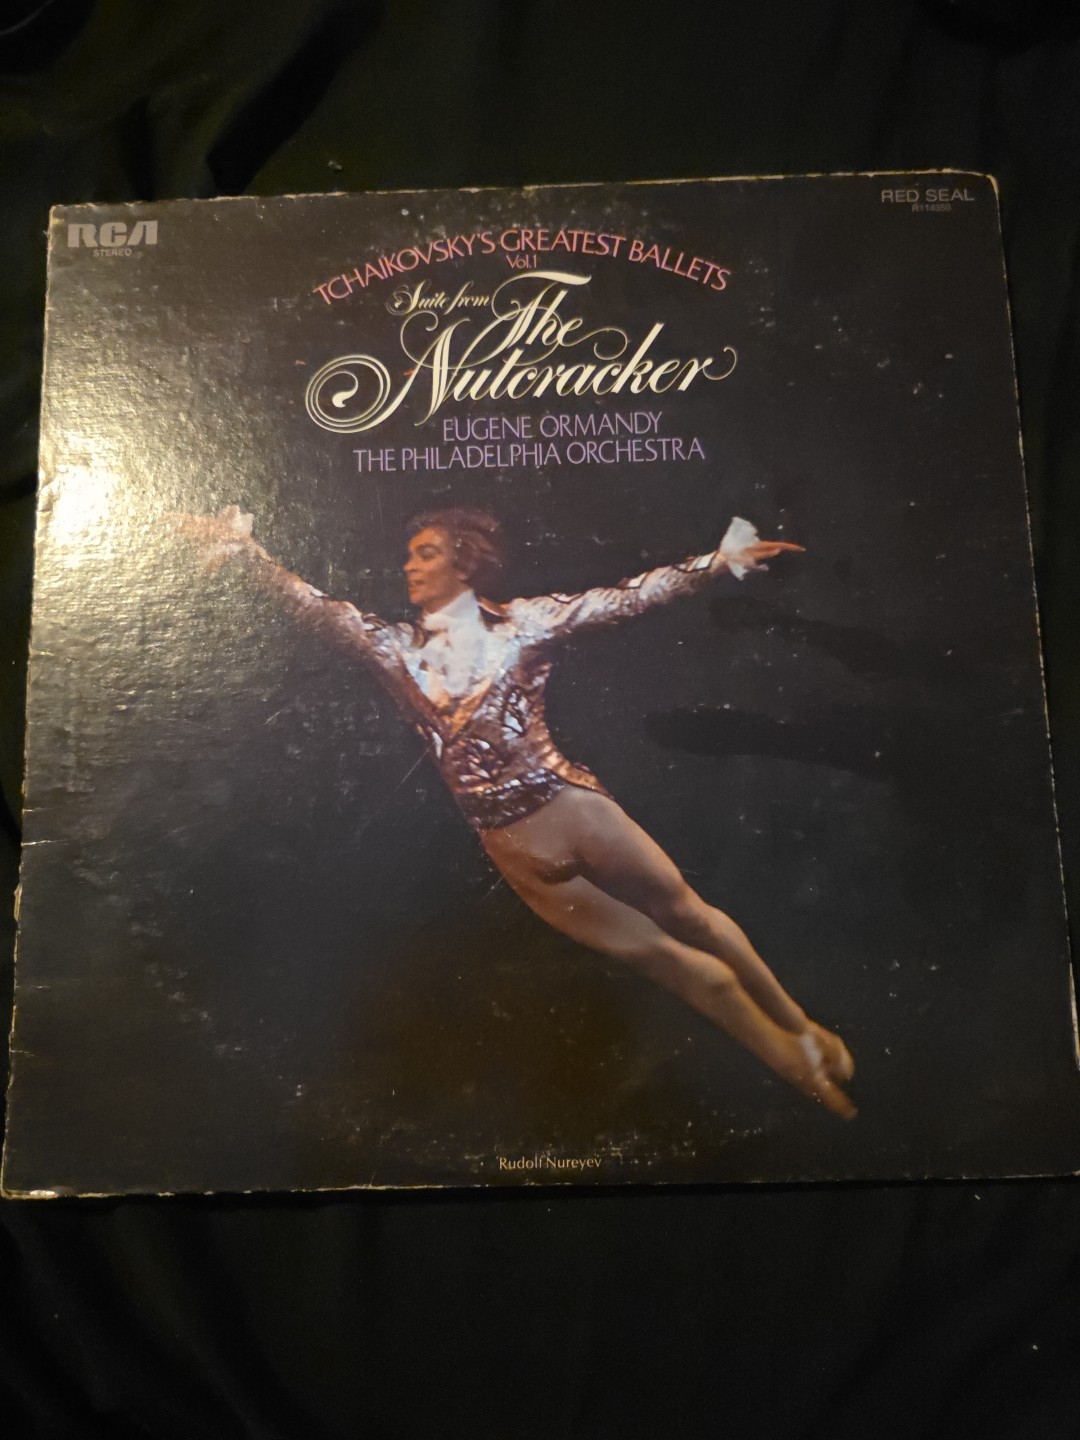 RCA
STEREO
RED SEAL
TCHAIKOVSKY'S GREATEST BALLETS
Vol.1
Suite from The
Nutcracker
EUGENE ORMANDY
THE PHILADELPHIA ORCHESTRA
Rudolf Nureyev